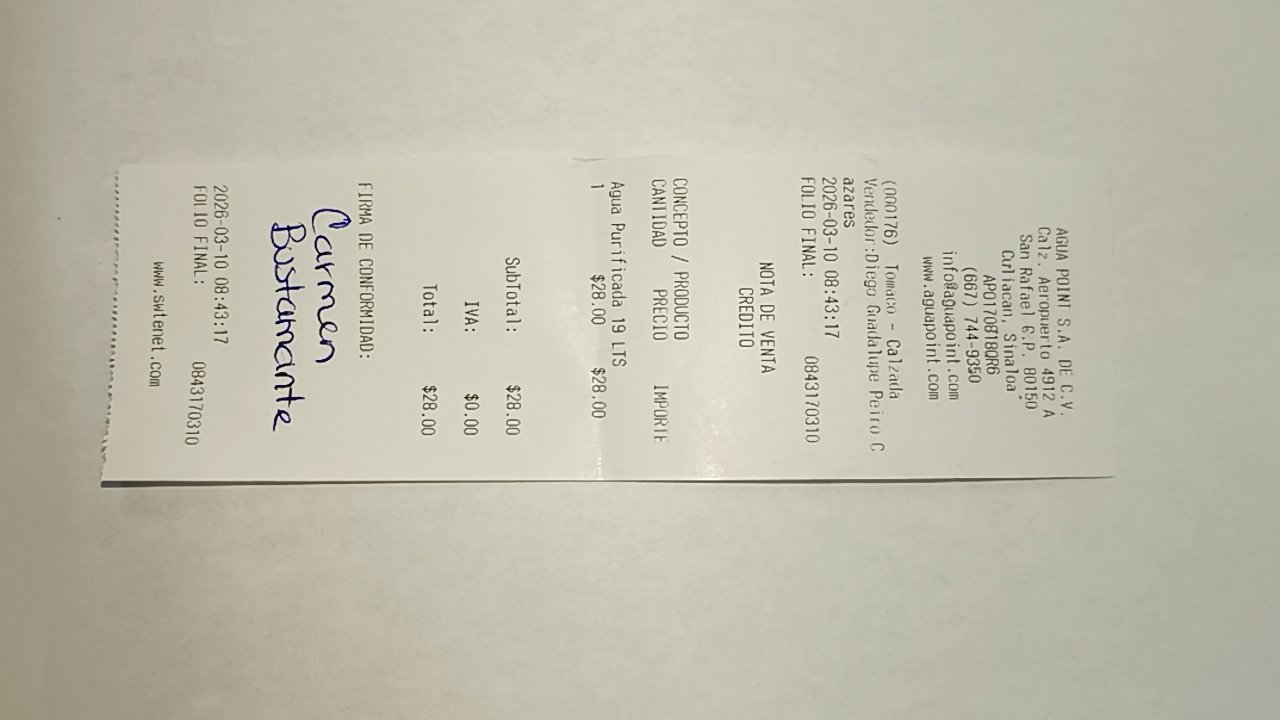 AGUA POINT S.A. DE C.V.
Calz. Aeropuerto 4912 A
San Rafael C.P. 80150
Culiacan, Sinaloa
APO170818QR6
(667) 744-9350
info@aguapoint.com
www.aguapoint.com
(000176) Tomaco - Calzada
Vendedor:Diego Guadalupe Peiro C
azares
2026-03-10 08:43:17
FOLIO FINAL: 0843170310
NOTA DE VENTA
CREDITO
CONCEPTO / PRODUCTO
CANTIDAD PRECIO IMPORTE
Agua Purificada 19 LTS
1 $28.00 $28.00
SubTotal: $28.00
IVA: $0.00
Total: $28.00
FIRMA DE CONFORMIDAD:
Carmen
Bustamante
2026-03-10 08:43:17
FOLIO FINAL: 0843170310
www.swtenet.com